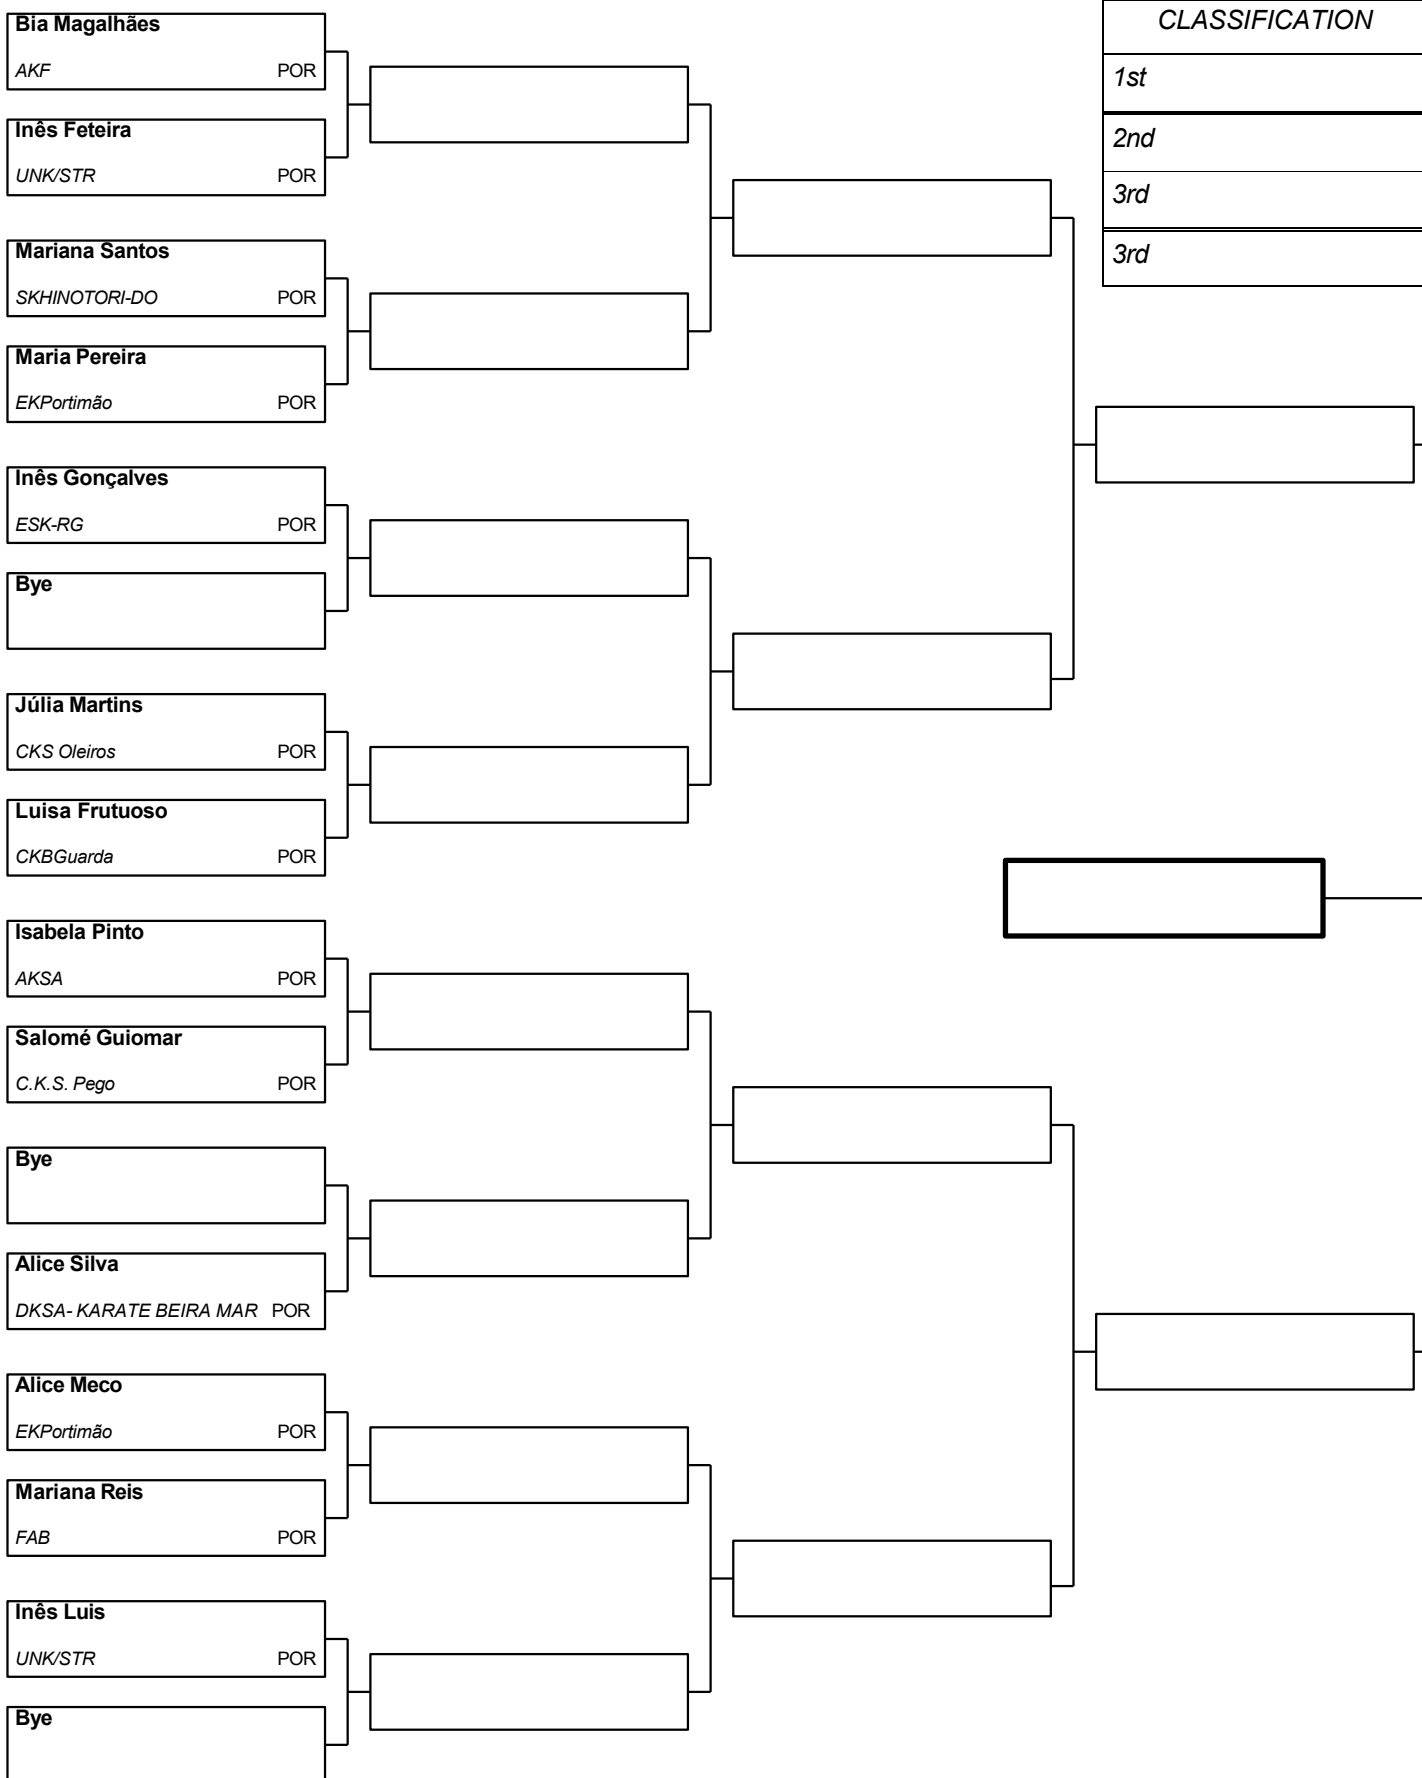 Bia Magalhães
AKF POR
Inês Feteira
UNK/STR POR
Mariana Santos
SKHINOTORI-DO POR
Maria Pereira
EKPortimão POR
Inês Gonçalves
ESK-RG POR
Bye
Júlia Martins
CKS Oleiros POR
Luisa Frutuoso
CKBGuarda POR
Isabela Pinto
AKSA POR
Salomé Guiomar
C.K.S. Pego POR
Bye
Alice Silva
DKSA- KARATE BEIRA MAR POR
Alice Meco
EKPortimão POR
Mariana Reis
FAB POR
Inês Luis
UNK/STR POR
Bye
CLASSIFICATION
1st
2nd
3rd
3rd